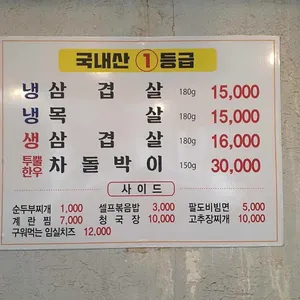 국내산 1 등급
냉 삼 겹 살 180g 15,000
냉 목 살 180g 15,000
생 삼 겹 살 180g 16,000
투뿔한우 차 돌 박 이 150g 30,000
사 이 드
순두부찌개 1,000 셀프볶음밥 3,000 팔도비빔면 5,000
계 란 찜 7,000 청 국 장 10,000 고추장찌개 10,000
구워먹는 임실치즈 12,000